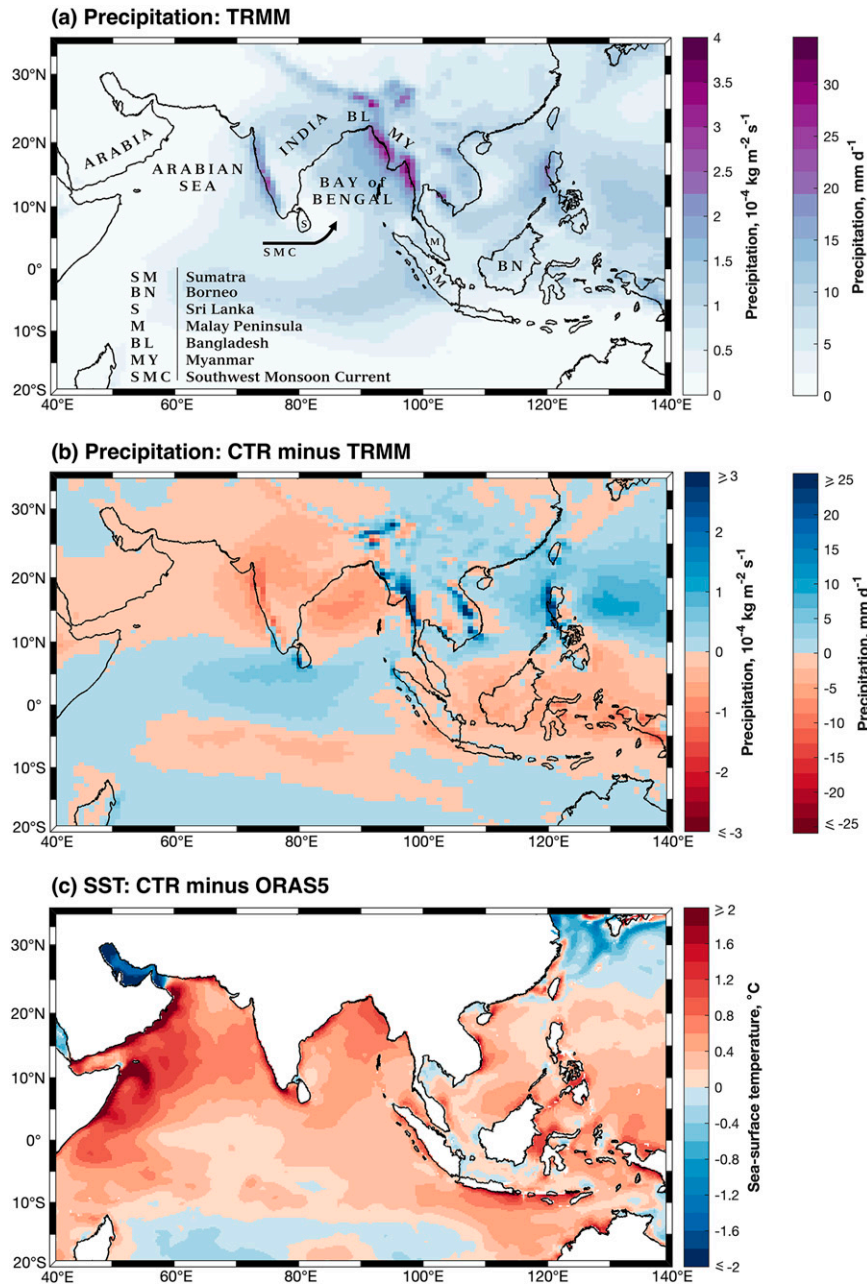 (a) Precipitation: TRMM
30°N
20°N
10°N
0°
10°S
20°S
40°E
60°E
80°E
100°E
120°E
140°E
ARABIA
ARABIAN
SEA
INDIA
BL
MY
BAY of
BENGAL
S
SMC
M
SM
BN
SM Sumatra
BN Borneo
S Sri Lanka
M Malay Peninsula
BL Bangladesh
MY Myanmar
SMC Southwest Monsoon Current
4
3.5
3
2.5
2
1.5
1
0.5
0
Precipitation, 10⁻⁴ kg m⁻² s⁻¹
30
25
20
15
10
5
0
Precipitation, mm d⁻¹
(b) Precipitation: CTR minus TRMM
30°N
20°N
10°N
0°
10°S
20°S
40°E
60°E
80°E
100°E
120°E
140°E
≥3
2
1
0
-1
-2
≤-3
Precipitation, 10⁻⁴ kg m⁻² s⁻¹
≥25
20
15
10
5
0
-5
-10
-15
-20
≤-25
Precipitation, mm d⁻¹
(c) SST: CTR minus ORAS5
30°N
20°N
10°N
0°
10°S
20°S
40°E
60°E
80°E
100°E
120°E
140°E
≥2
1.6
1.2
0.8
0.4
0
-0.4
-0.8
-1.2
-1.6
≤-2
Sea-surface temperature, °C